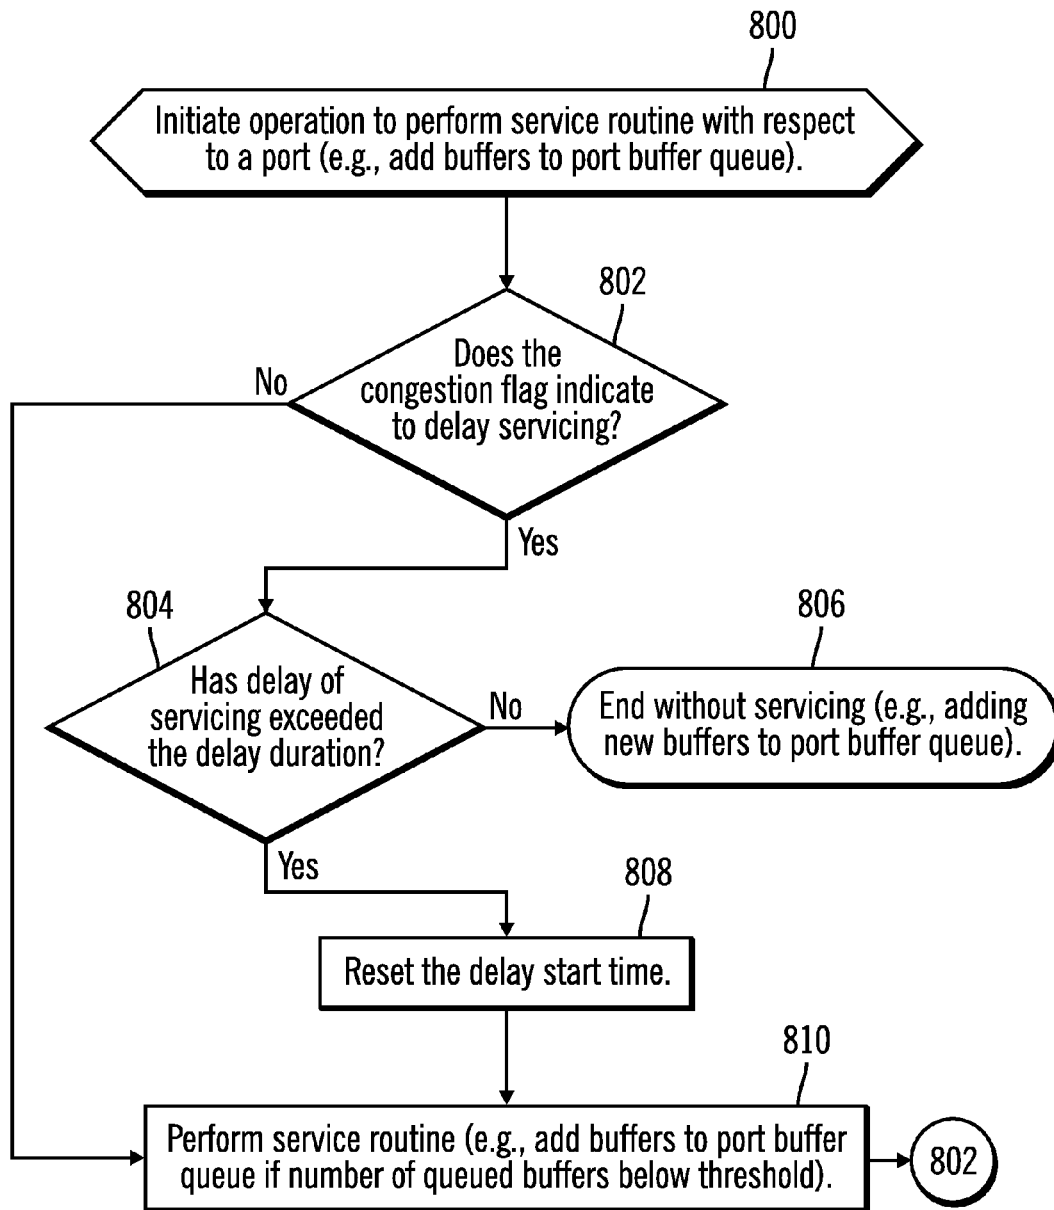 800
Initiate operation to perform service routine with respect
to a port (e.g., add buffers to port buffer queue).
802
Does the
congestion flag indicate
to delay servicing?
No
Yes
804
Has delay of
servicing exceeded
the delay duration?
No
806
End without servicing (e.g., adding
new buffers to port buffer queue).
Yes
808
Reset the delay start time.
810
Perform service routine (e.g., add buffers to port buffer
queue if number of queued buffers below threshold).
802